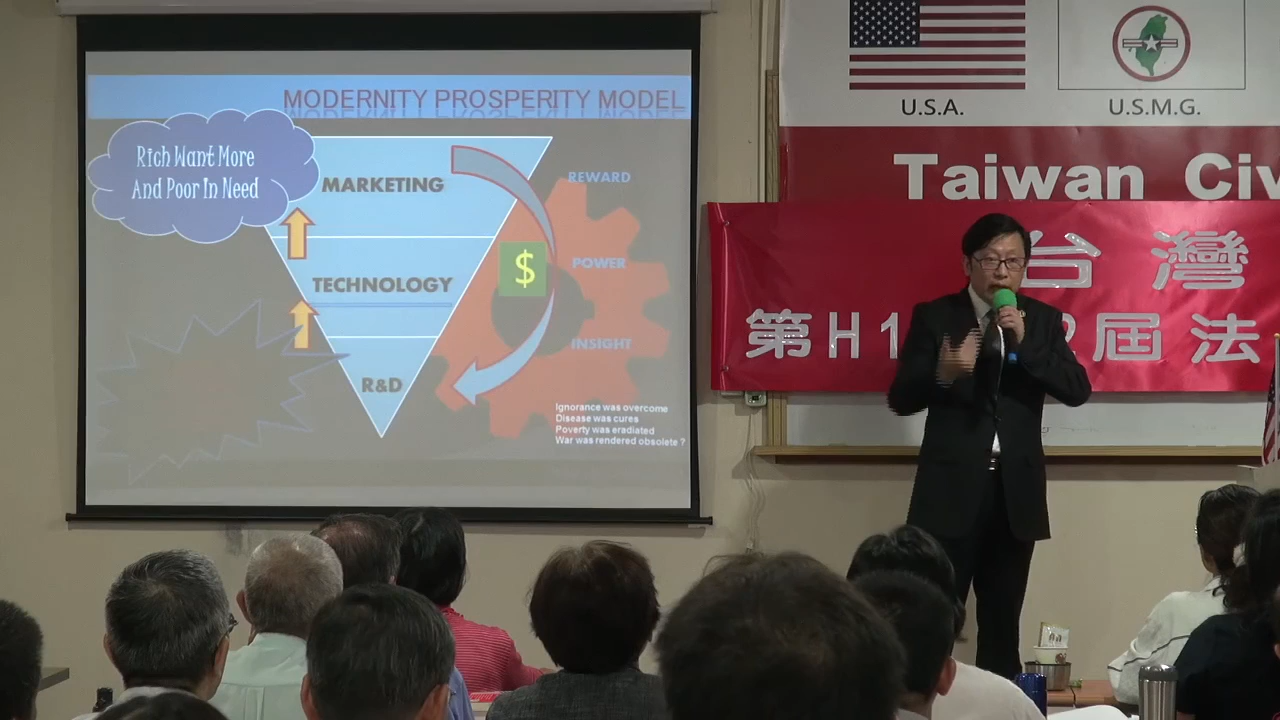 MODERNITY PROSPERITY MODEL
Rich Want More
And Poor In Need
MARKETING
TECHNOLOGY
R&D
$
REWARD
POWER
INSIGHT
Ignorance was overcome
Disease was cures
Poverty was eradiated
War was rendered obsolete ?
U.S.A.
U.S.M.G.
Taiwan Civ
台灣
第H1 2屆法